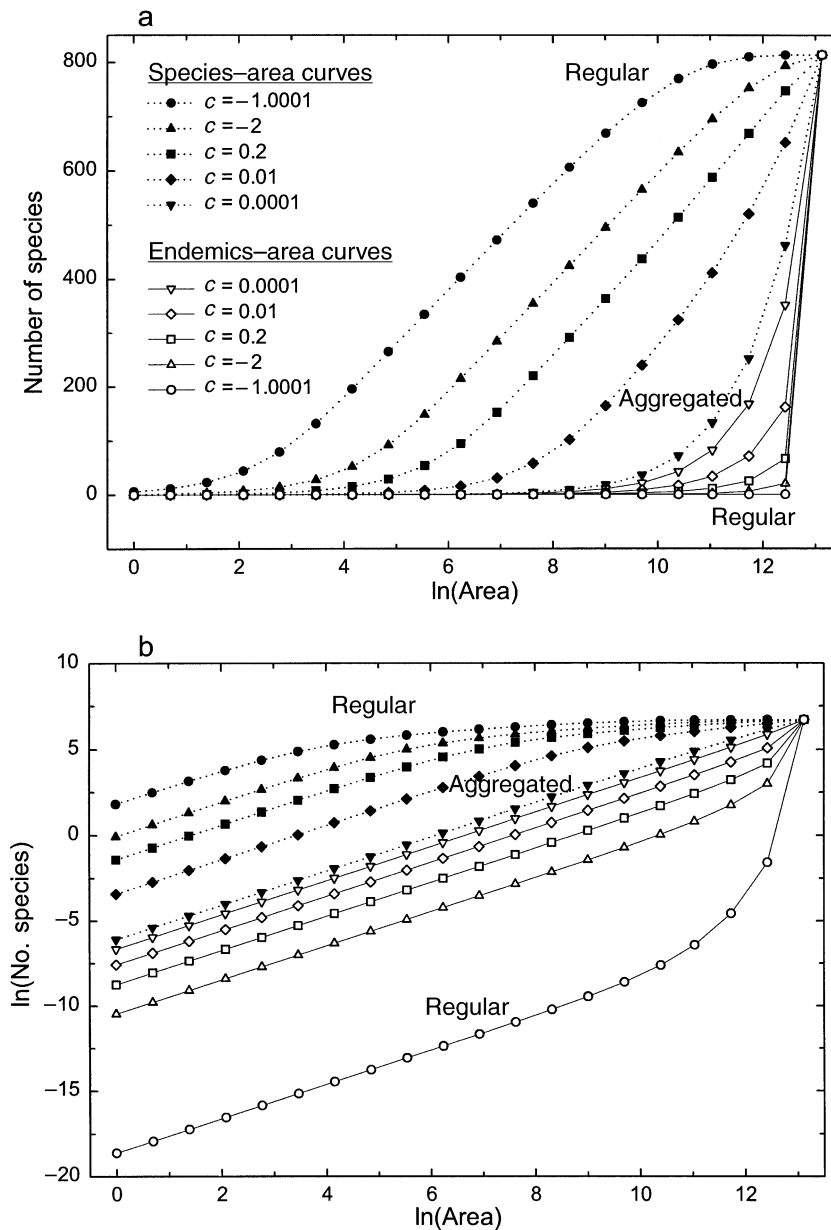 a
Species–area curves
c = −1.0001
c = −2
c = 0.2
c = 0.01
c = 0.0001
Endemics–area curves
c = 0.0001
c = 0.01
c = 0.2
c = −2
c = −1.0001
Regular
Aggregated
Regular
Number of species
800
600
400
200
0
0 2 4 6 8 10 12
ln(Area)
b
Regular
Aggregated
Regular
ln(No. species)
10
5
0
−5
−10
−15
−20
0 2 4 6 8 10 12
ln(Area)